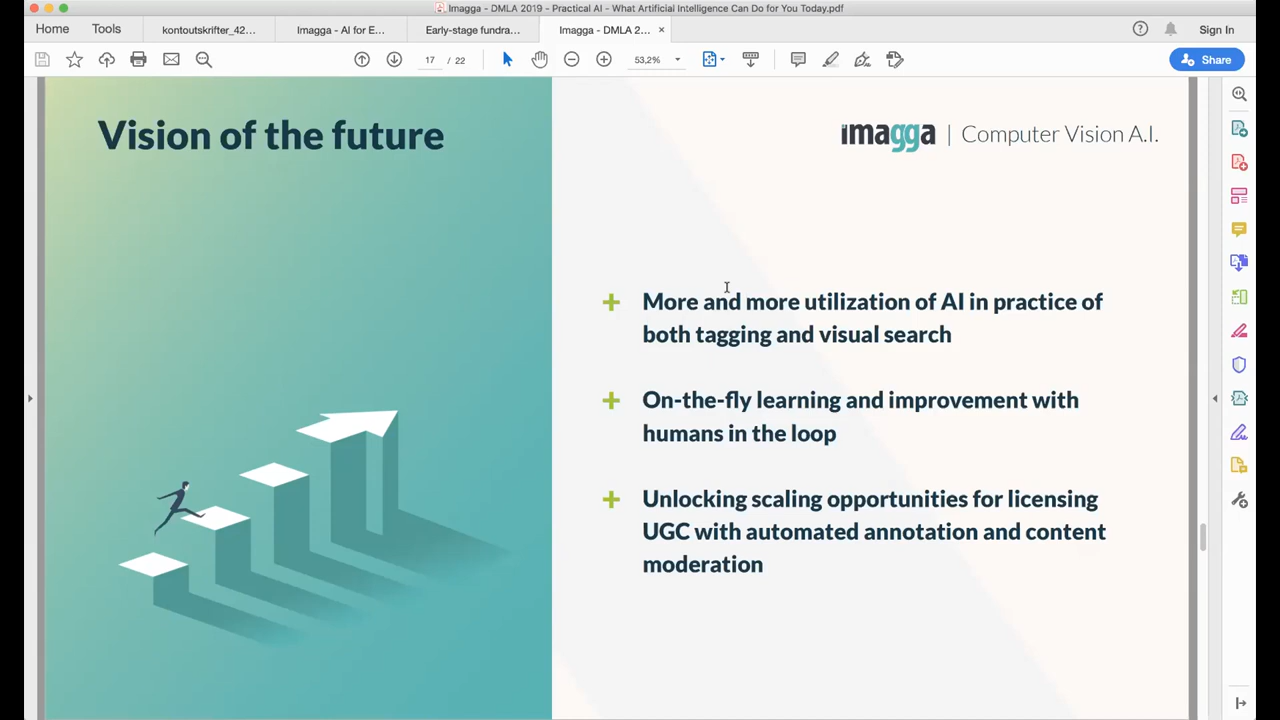 Imagga - DMLA 2019 - Practical AI - What Artificial Intelligence Can Do for You Today.pdf
Home
Tools
kontoutskrifter_42...
Imagga - AI for E...
Early-stage fundra...
Imagga - DMLA 2... ×
Sign In
17 / 22
53,2%
Share
Vision of the future
imagga | Computer Vision A.I.
+ More and more utilization of AI in practice of
both tagging and visual search
+ On-the-fly learning and improvement with
humans in the loop
+ Unlocking scaling opportunities for licensing
UGC with automated annotation and content
moderation